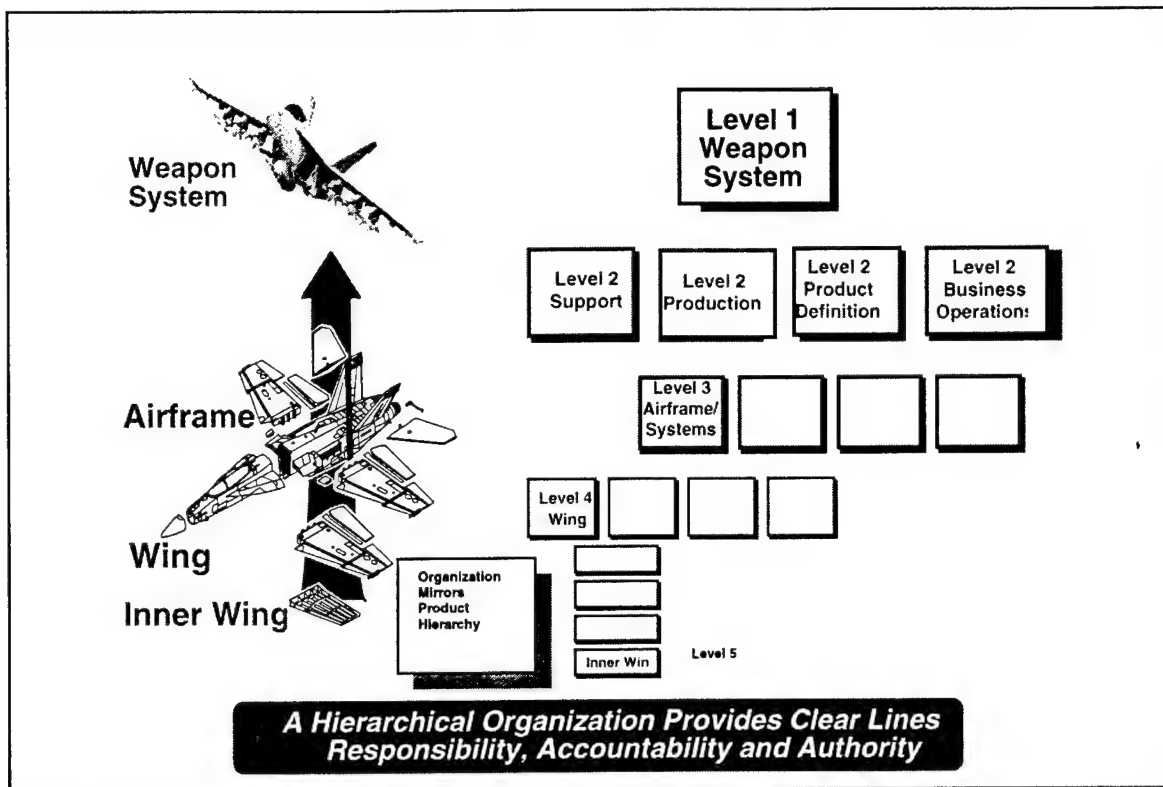 Weapon
System
Level 1
Weapon
System
Level 2
Support
Level 2
Production
Level 2
Product
Definition
Level 2
Business
Operations
Airframe
Level 3
Airframe/
Systems
Wing
Level 4
Wing
Inner Wing
Organization
Mirrors
Product
Hierarchy
Inner Win
Level 5
A Hierarchical Organization Provides Clear Lines
Responsibility, Accountability and Authority